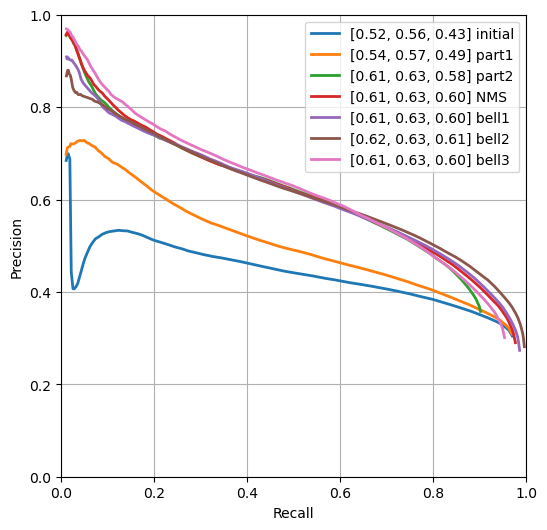 1.0
0.8
0.6
0.4
0.2
0.0
Precision
[0.52, 0.56, 0.43] initial
[0.54, 0.57, 0.49] part1
[0.61, 0.63, 0.58] part2
[0.61, 0.63, 0.60] NMS
[0.61, 0.63, 0.60] bell1
[0.62, 0.63, 0.61] bell2
[0.61, 0.63, 0.60] bell3
0.0 0.2 0.4 0.6 0.8 1.0
Recall